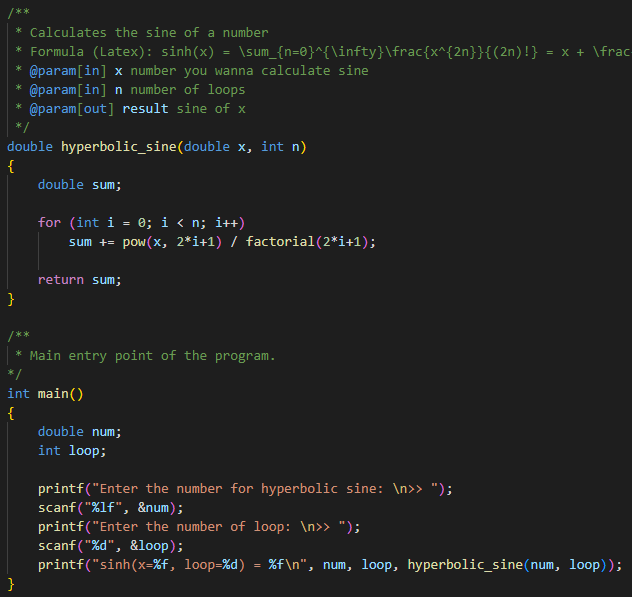 /**
 * Calculates the sine of a number
 * Formula (Latex): sinh(x) = \sum_{n=0}^{\infty}\frac{x^{2n}}{(2n)!} = x + \frac
 * @param[in] x number you wanna calculate sine
 * @param[in] n number of loops
 * @param[out] result sine of x
 */
double hyperbolic_sine(double x, int n)
{
    double sum;

    for (int i = 0; i < n; i++)
        sum += pow(x, 2*i+1) / factorial(2*i+1);

    return sum;
}

/**
 * Main entry point of the program.
*/
int main()
{
    double num;
    int loop;

    printf("Enter the number for hyperbolic sine: \n>> ");
    scanf("%lf", &num);
    printf("Enter the number of loop: \n>> ");
    scanf("%d", &loop);
    printf("sinh(x=%f, loop=%d) = %f\n", num, loop, hyperbolic_sine(num, loop));
}